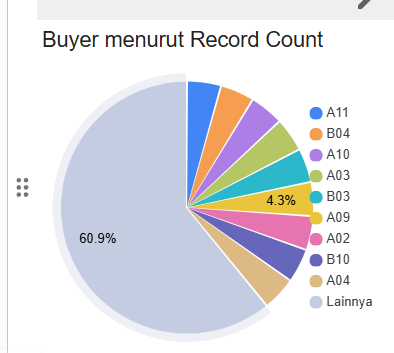 Buyer menurut Record Count
A11
B04
A10
A03
B03
A09
A02
B10
A04
Lainnya
4.3%
60.9%